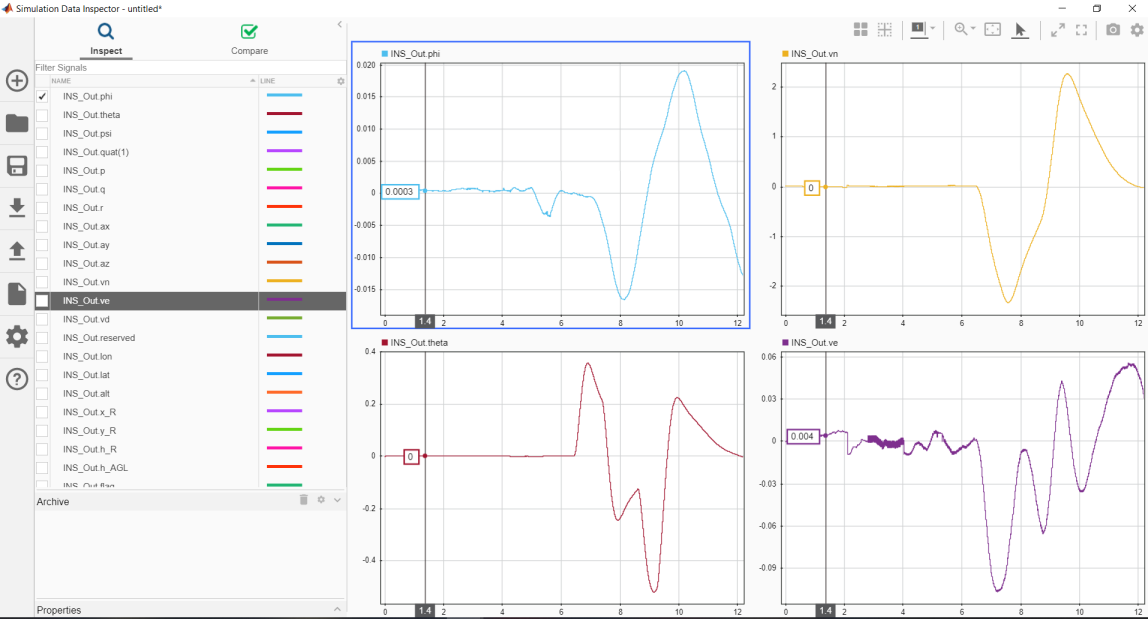 Simulation Data Inspector - untitled*
Inspect
Compare
Filter Signals
NAME LINE
INS_Out.phi
INS_Out.theta
INS_Out.psi
INS_Out.quat(1)
INS_Out.p
INS_Out.q
INS_Out.r
INS_Out.ax
INS_Out.ay
INS_Out.az
INS_Out.vn
INS_Out.ve
INS_Out.vd
INS_Out.reserved
INS_Out.lon
INS_Out.lat
INS_Out.alt
INS_Out.x_R
INS_Out.y_R
INS_Out.h_R
INS_Out.h_AGL
INS_Out.flag
Archive
Properties
1
INS_Out.phi
0.020
0.015
0.010
0.005
0
-0.005
-0.010
-0.015
0.0003
0 1.4 2 4 6 8 10 12
INS_Out.vn
2
1
0
-1
-2
0
0 1.4 2 4 6 8 10 12
INS_Out.theta
0.4
0.2
0
-0.2
-0.4
0
0 1.4 2 4 6 8 10 12
INS_Out.ve
0.06
0.03
0
-0.03
-0.06
-0.09
0.004
0 1.4 2 4 6 8 10 12